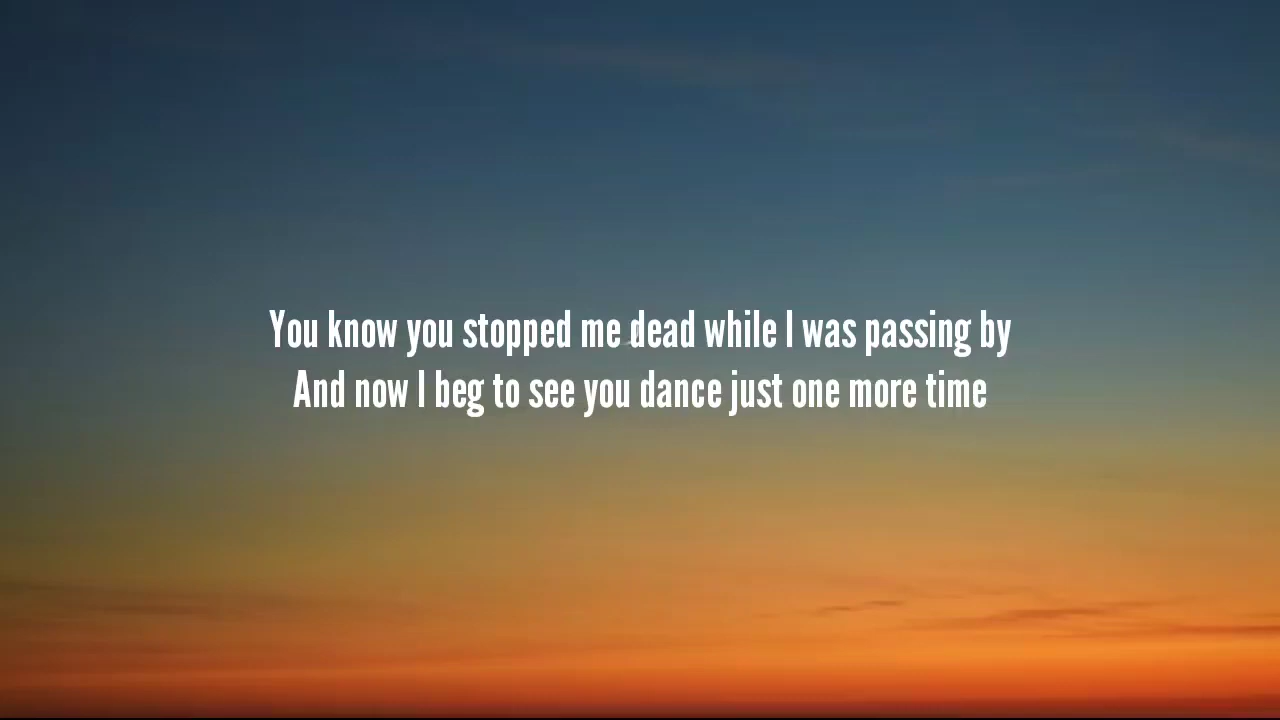 You know you stopped me dead while I was passing by
And now I beg to see you dance just one more time